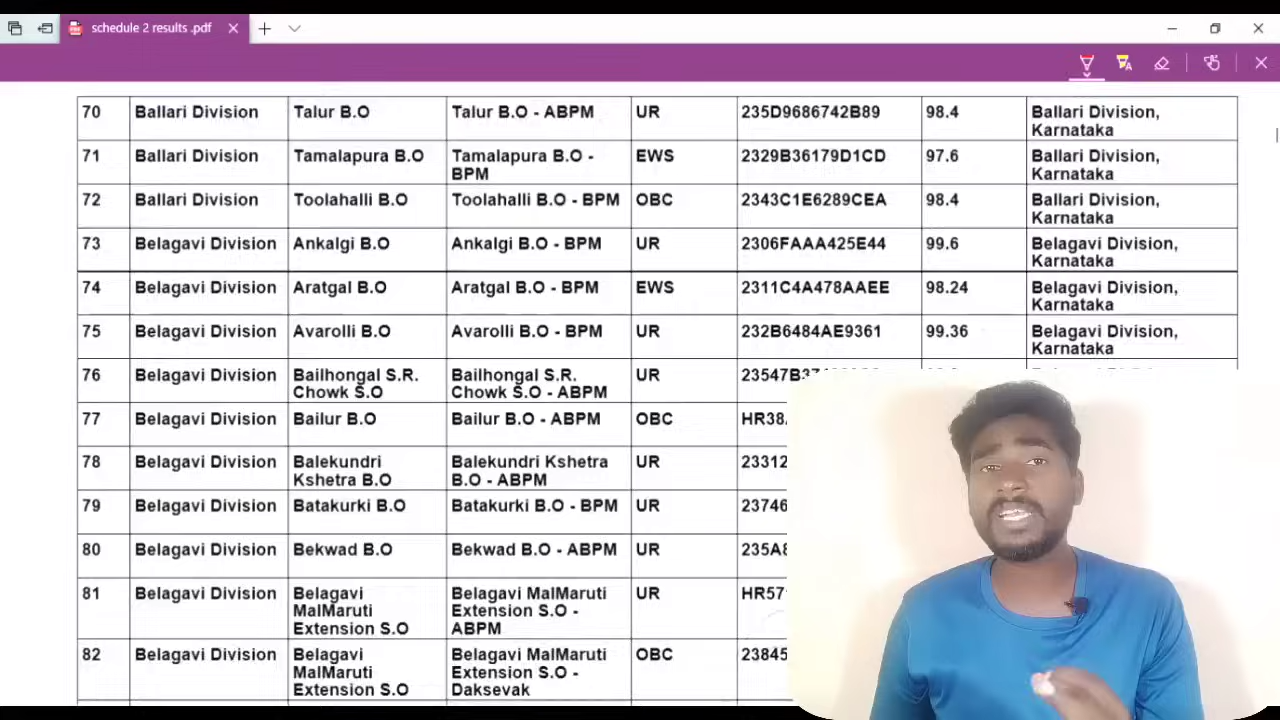 schedule 2 results .pdf
70 Ballari Division Talur B.O Talur B.O - ABPM UR 235D9686742B89 98.4 Ballari Division,
Karnataka
71 Ballari Division Tamalapura B.O Tamalapura B.O - EWS 2329B36179D1CD 97.6 Ballari Division,
BPM Karnataka
72 Ballari Division Toolahalli B.O Toolahalli B.O - BPM OBC 2343C1E6289CEA 98.4 Ballari Division,
Karnataka
73 Belagavi Division Ankalgi B.O Ankalgi B.O - BPM UR 2306FAAA425E44 99.6 Belagavi Division,
Karnataka
74 Belagavi Division Aratgal B.O Aratgal B.O - BPM EWS 2311C4A478AAEE 98.24 Belagavi Division,
Karnataka
75 Belagavi Division Avarolli B.O Avarolli B.O - BPM UR 232B6484AE9361 99.36 Belagavi Division,
Karnataka
76 Belagavi Division Bailhongal S.R. Bailhongal S.R. UR
Chowk S.O Chowk S.O - ABPM
77 Belagavi Division Bailur B.O Bailur B.O - ABPM OBC HR38
78 Belagavi Division Balekundri Balekundri Kshetra UR 23312
Kshetra B.O B.O - ABPM
79 Belagavi Division Batakurki B.O Batakurki B.O - BPM UR 23746
80 Belagavi Division Bekwad B.O Bekwad B.O - ABPM UR 235A8
81 Belagavi Division Belagavi Belagavi MalMaruti UR HR57
MalMaruti Extension S.O -
Extension S.O ABPM
82 Belagavi Division Belagavi Belagavi MalMaruti OBC 23845
MalMaruti Extension S.O -
Extension S.O Daksevak